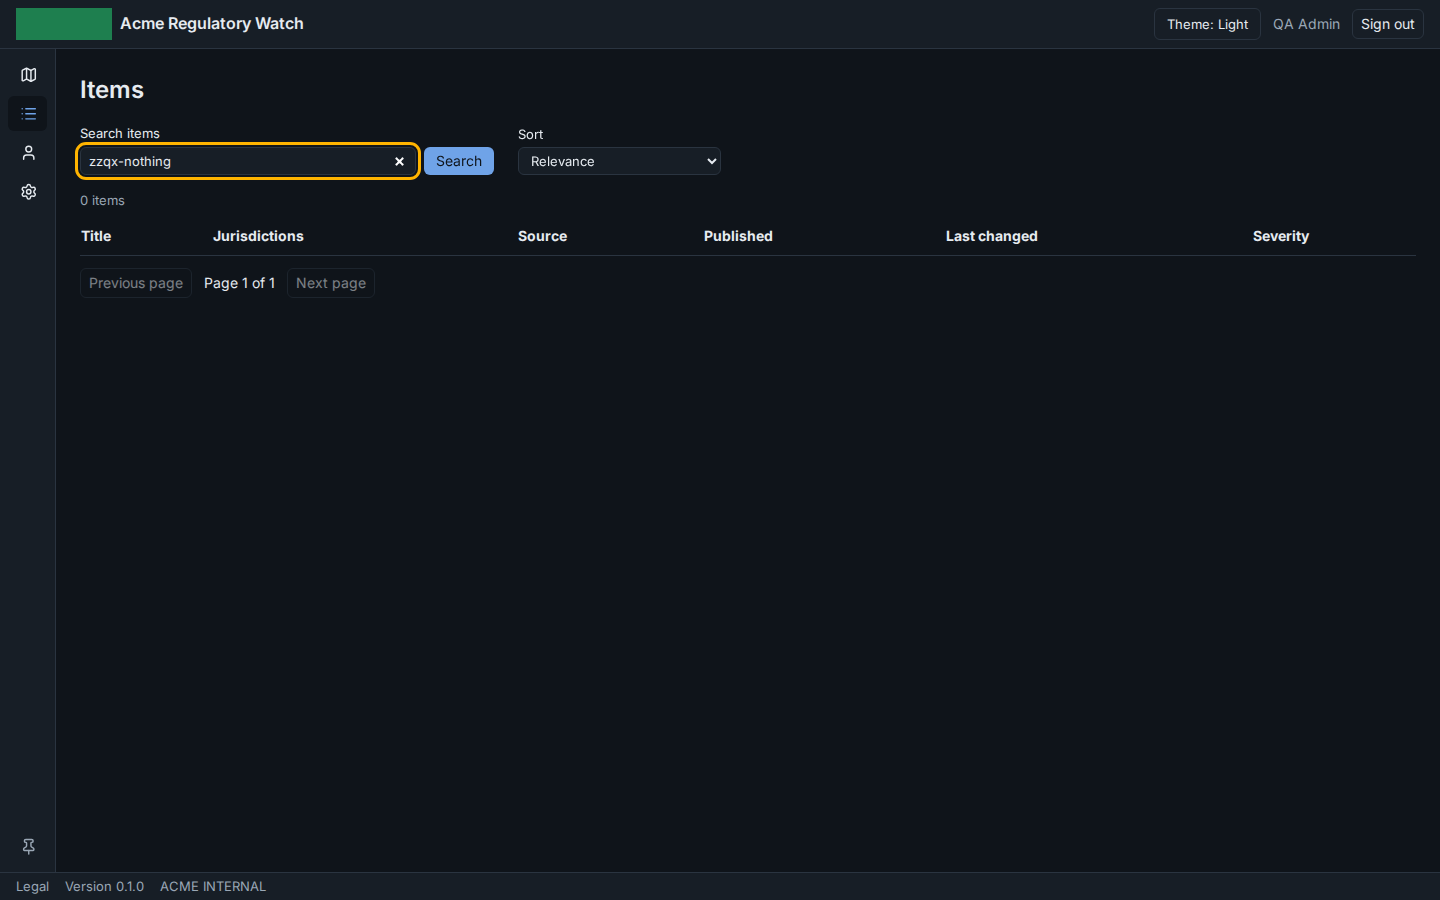 Acme Regulatory Watch
Theme: Light
QA Admin
Sign out
Items
Search items
Sort
zzqx-nothing
Search
Relevance
0 items
Title Jurisdictions Source Published Last changed Severity
Previous page Page 1 of 1 Next page
Legal Version 0.1.0 ACME INTERNAL